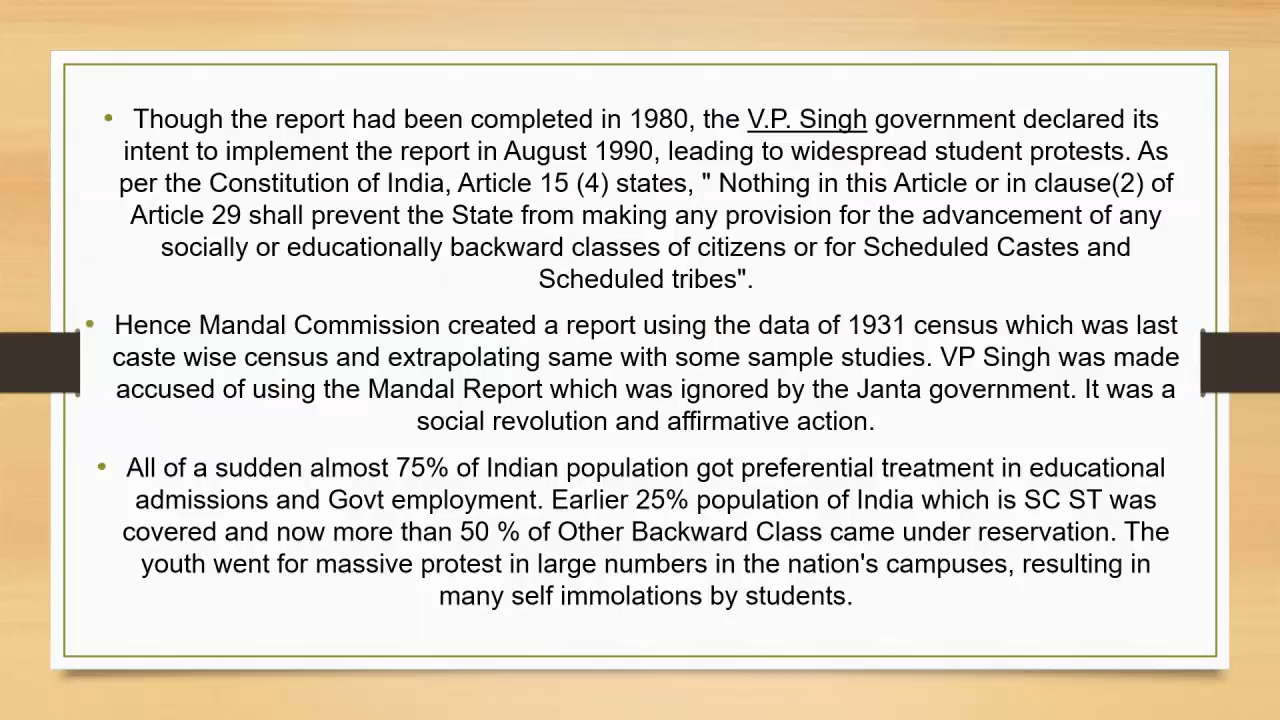 • Though the report had been completed in 1980, the V.P. Singh government declared its
intent to implement the report in August 1990, leading to widespread student protests. As
per the Constitution of India, Article 15 (4) states, " Nothing in this Article or in clause(2) of
Article 29 shall prevent the State from making any provision for the advancement of any
socially or educationally backward classes of citizens or for Scheduled Castes and
Scheduled tribes".
• Hence Mandal Commission created a report using the data of 1931 census which was last
caste wise census and extrapolating same with some sample studies. VP Singh was made
accused of using the Mandal Report which was ignored by the Janta government. It was a
social revolution and affirmative action.
• All of a sudden almost 75% of Indian population got preferential treatment in educational
admissions and Govt employment. Earlier 25% population of India which is SC ST was
covered and now more than 50 % of Other Backward Class came under reservation. The
youth went for massive protest in large numbers in the nation's campuses, resulting in
many self immolations by students.